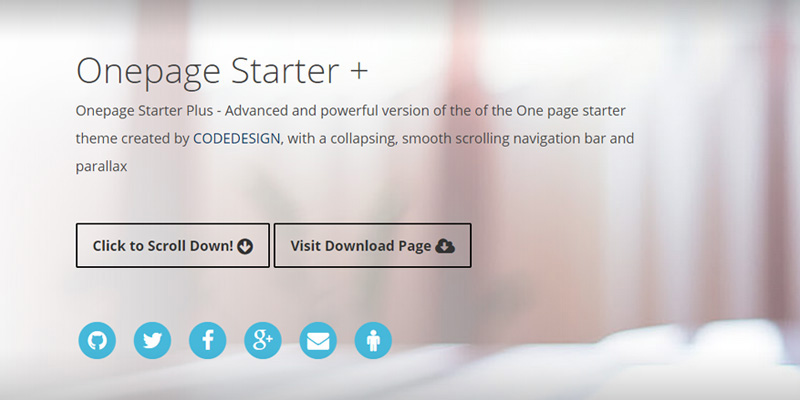 Onepage Starter +
Onepage Starter Plus - Advanced and powerful version of the of the One page starter
theme created by CODEDESIGN, with a collapsing, smooth scrolling navigation bar and
parallax
Click to Scroll Down! Visit Download Page